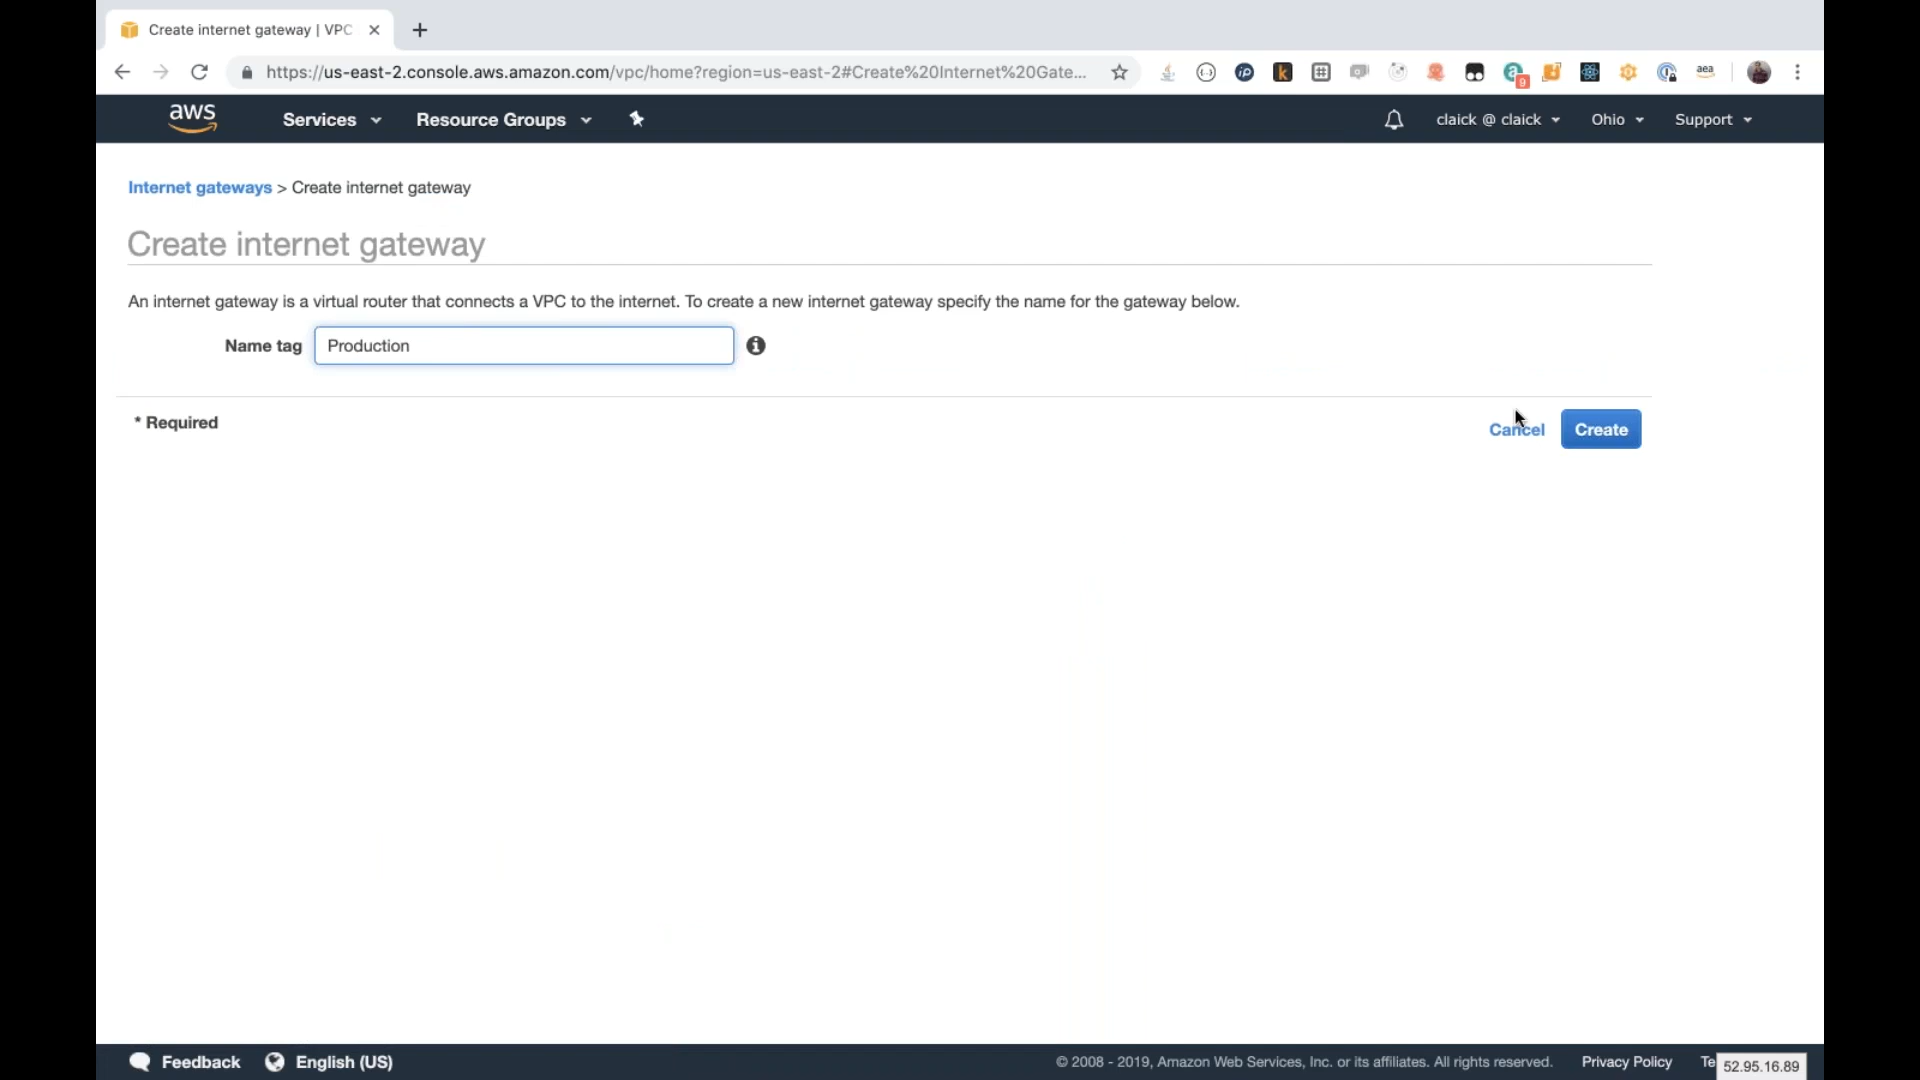 Create internet gateway | VPC
https://us-east-2.console.aws.amazon.com/vpc/home?region=us-east-2#Create%20Internet%20Gate...
9
aea
aws
Services
Resource Groups
claick @ claick
Ohio
Support
Internet gateways > Create internet gateway
Create internet gateway
An internet gateway is a virtual router that connects a VPC to the internet. To create a new internet gateway specify the name for the gateway below.
Name tag
Production
* Required
Cancel
Create
Feedback
English (US)
© 2008 - 2019, Amazon Web Services, Inc. or its affiliates. All rights reserved.
Privacy Policy
Te
52.95.16.89